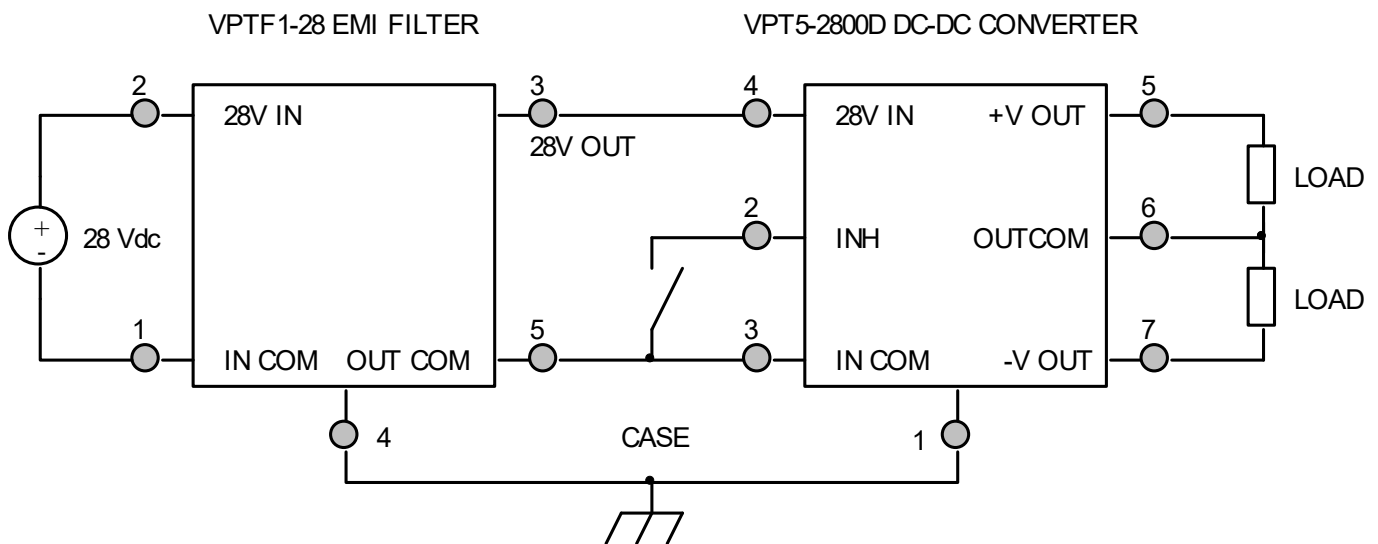 VPTF1-28 EMI FILTER
VPT5-2800D DC-DC CONVERTER
2
3
4
5
28V IN
28V OUT
28V IN
+V OUT
LOAD
+
-
28 Vdc
2
INH
OUTCOM
6
LOAD
1
IN COM
OUT COM
5
3
IN COM
-V OUT
7
4
CASE
1